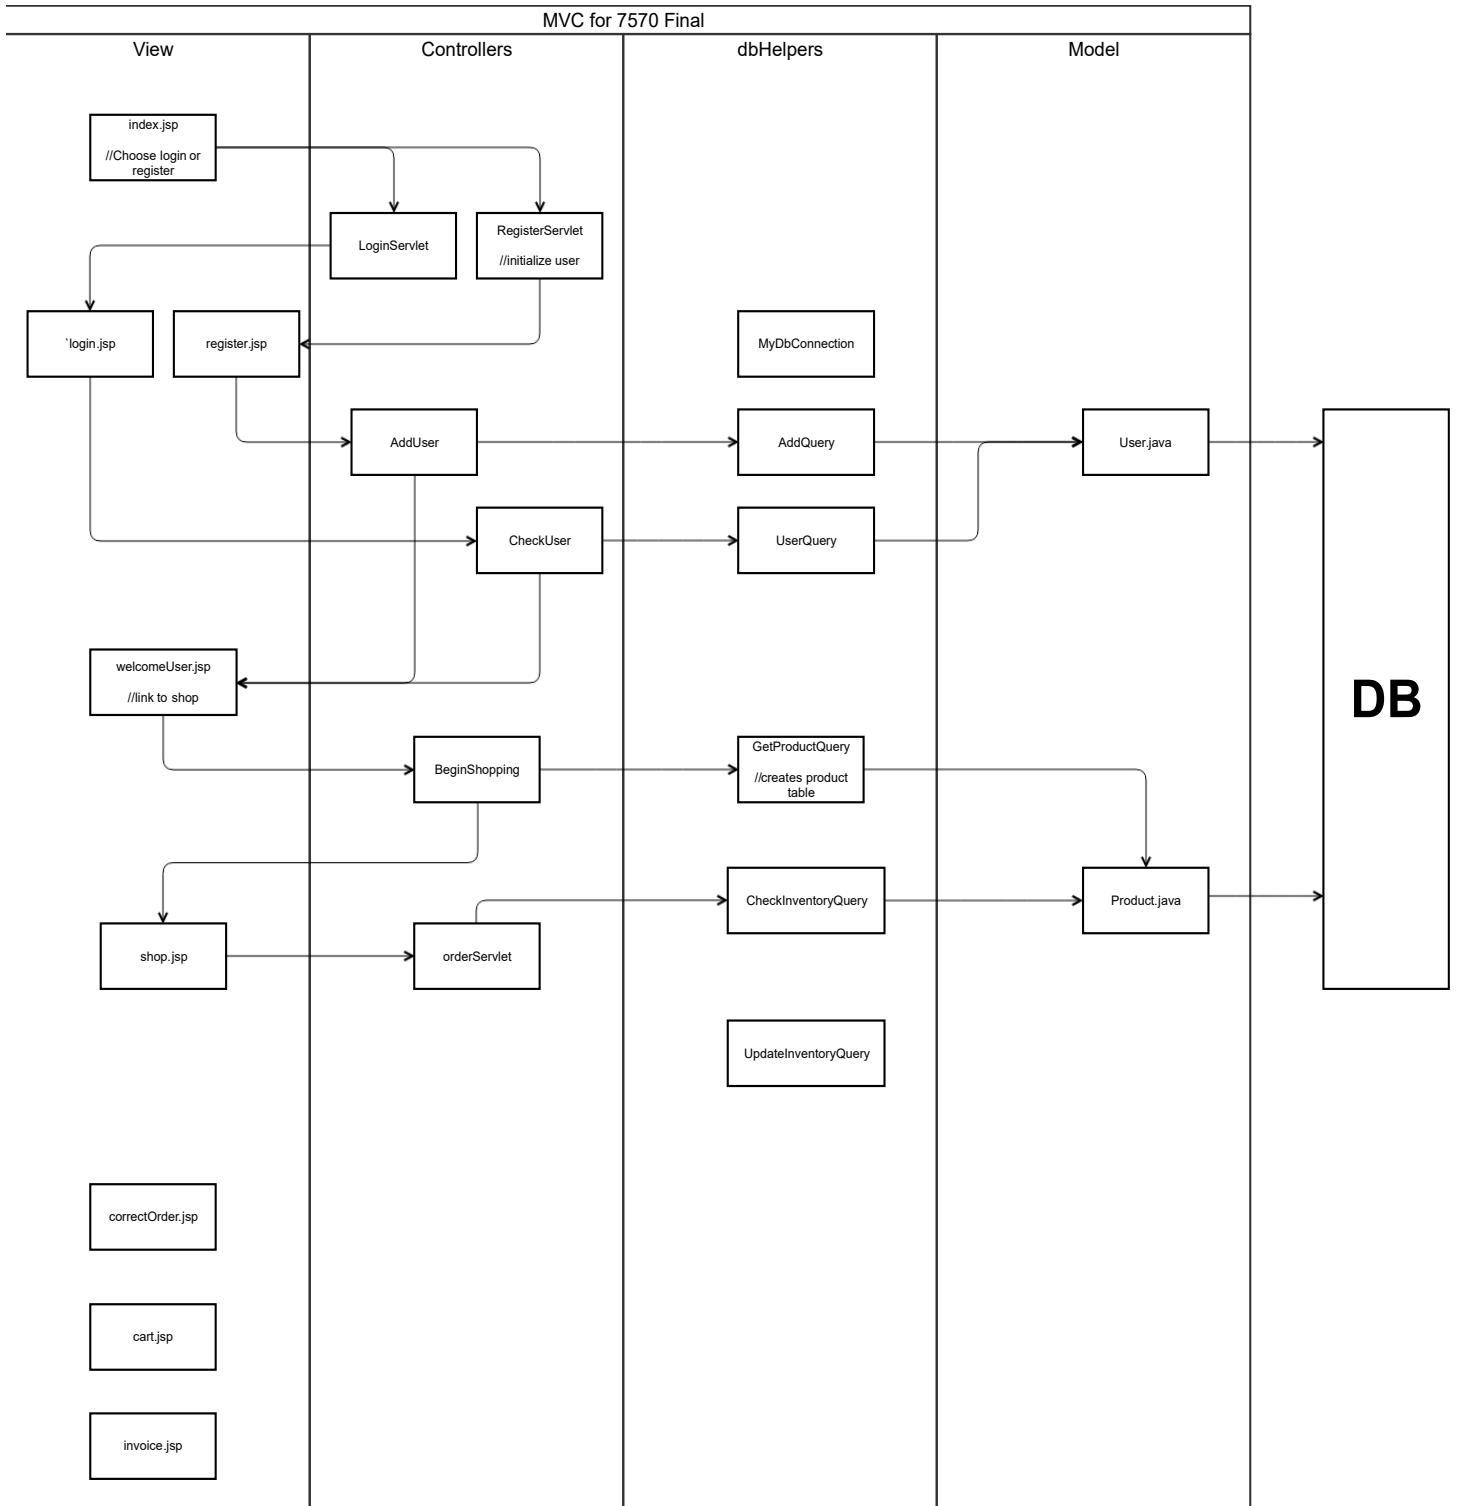 MVC for 7570 Final
View
Controllers
dbHelpers
Model
index.jsp
//Choose login or
register
LoginServlet
RegisterServlet
//initialize user
`login.jsp
register.jsp
MyDbConnection
AddUser
AddQuery
User.java
CheckUser
UserQuery
welcomeUser.jsp
//link to shop
DB
BeginShopping
GetProductQuery
//creates product
table
CheckInventoryQuery
Product.java
shop.jsp
orderServlet
UpdateInventoryQuery
correctOrder.jsp
cart.jsp
invoice.jsp